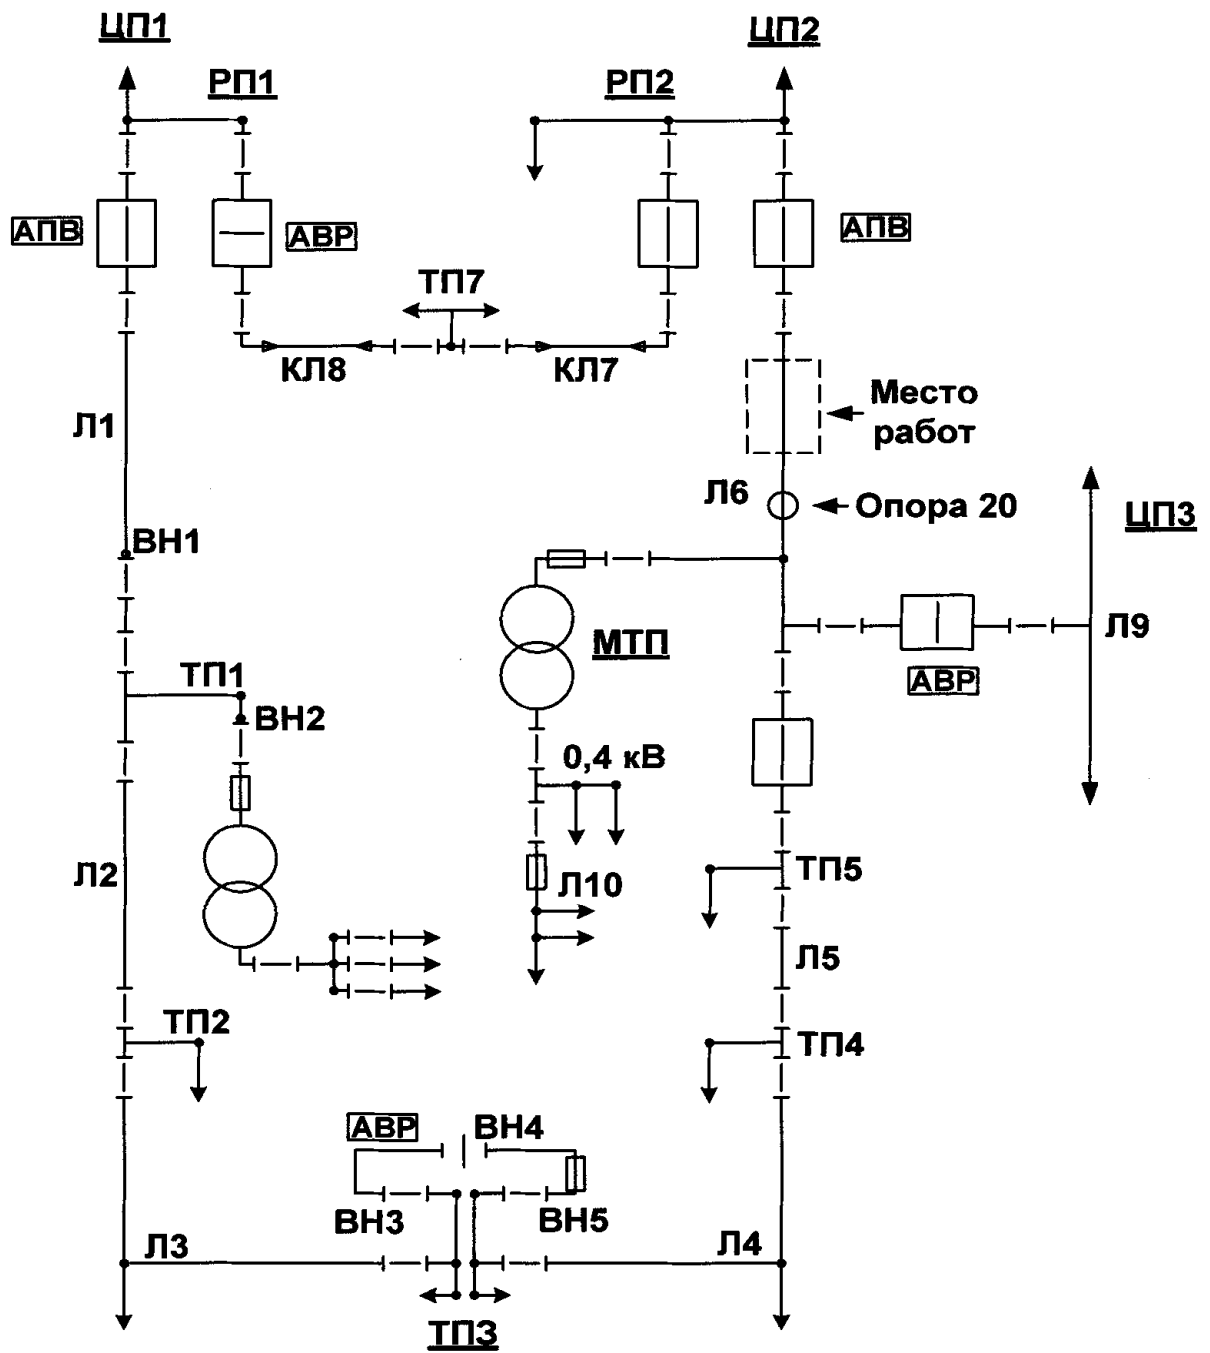 ЦП1
ЦП2
РП1
РП2
АПВ
АВР
АПВ
ТП7
КЛ8
КЛ7
Место
работ
Л1
Л6
Опора 20
ЦП3
ВН1
МТП
Л9
АВР
ТП1
ВН2
0,4 кВ
Л2
Л10
ТП5
Л5
ТП2
ТП4
АВР
ВН4
ВН3
ВН5
Л3
Л4
ТП3